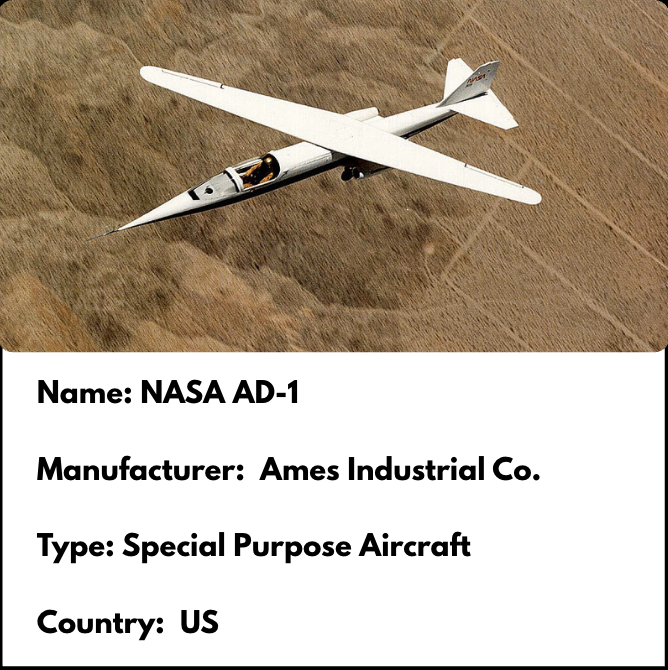 Name: NASA AD-1
Manufacturer: Ames Industrial Co.
Type: Special Purpose Aircraft
Country: US